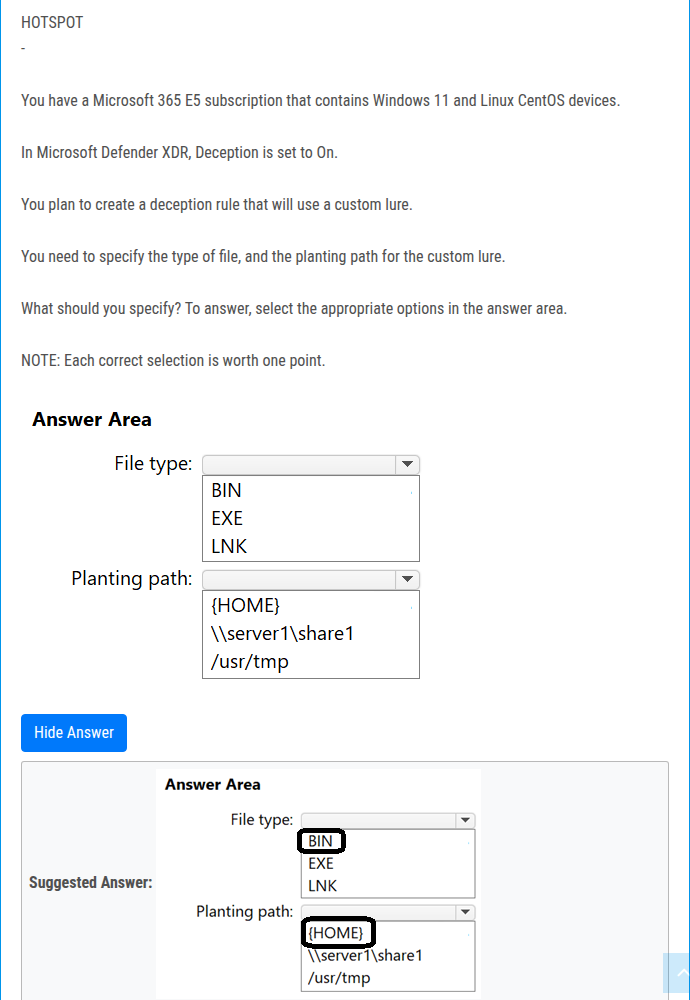 HOTSPOT
-
You have a Microsoft 365 E5 subscription that contains Windows 11 and Linux CentOS devices.
In Microsoft Defender XDR, Deception is set to On.
You plan to create a deception rule that will use a custom lure.
You need to specify the type of file, and the planting path for the custom lure.
What should you specify? To answer, select the appropriate options in the answer area.
NOTE: Each correct selection is worth one point.
Answer Area
File type:
BIN
EXE
LNK
Planting path:
{HOME}
\\server1\share1
/usr/tmp
Hide Answer
Suggested Answer:
Answer Area
File type:
BIN
EXE
LNK
Planting path:
{HOME}
\\server1\share1
/usr/tmp